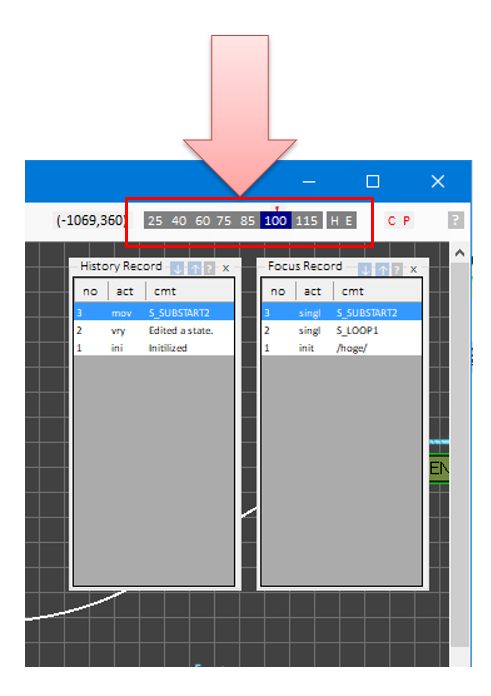 (-1069,360) 25 40 60 75 85 100 115 H E C P ?
History Record ↓ ↑ ? x
no act cmt
3 mov S_SUBSTART2
2 vry Edited a state.
1 ini Initilized
Focus Record ↓ ↑ ? x
no act cmt
3 singl S_SUBSTART2
2 singl S_LOOP1
1 init /hoge/
EN